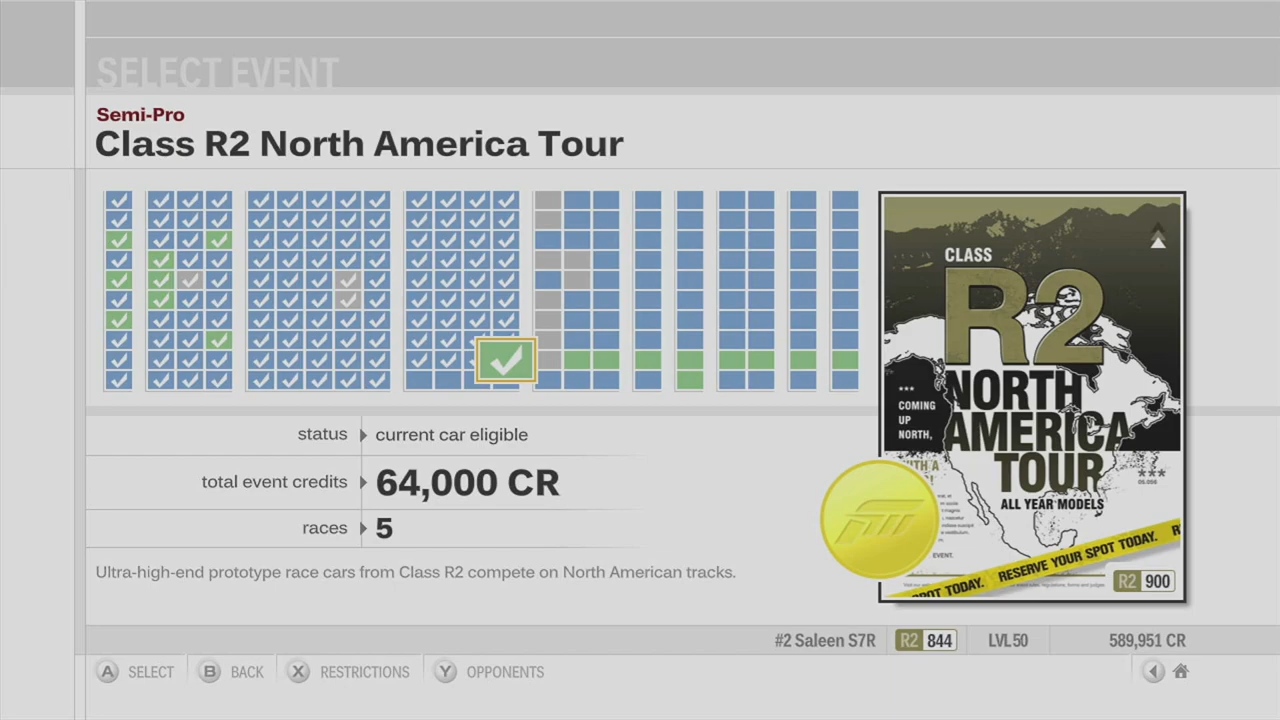 SELECT EVENT
Semi-Pro
Class R2 North America Tour
CLASS
R2
NORTH
AMERICA
TOUR
ALL YEAR MODELS
***
COMING
UP
NORTH,
WITH A
***
EVENT.
SPOT TODAY. RESERVE YOUR SPOT TODAY.
R2 900
status current car eligible
total event credits 64,000 CR
races 5
Ultra-high-end prototype race cars from Class R2 compete on North American tracks.
#2 Saleen S7R R2 844 LVL50 589,951 CR
A SELECT B BACK X RESTRICTIONS Y OPPONENTS